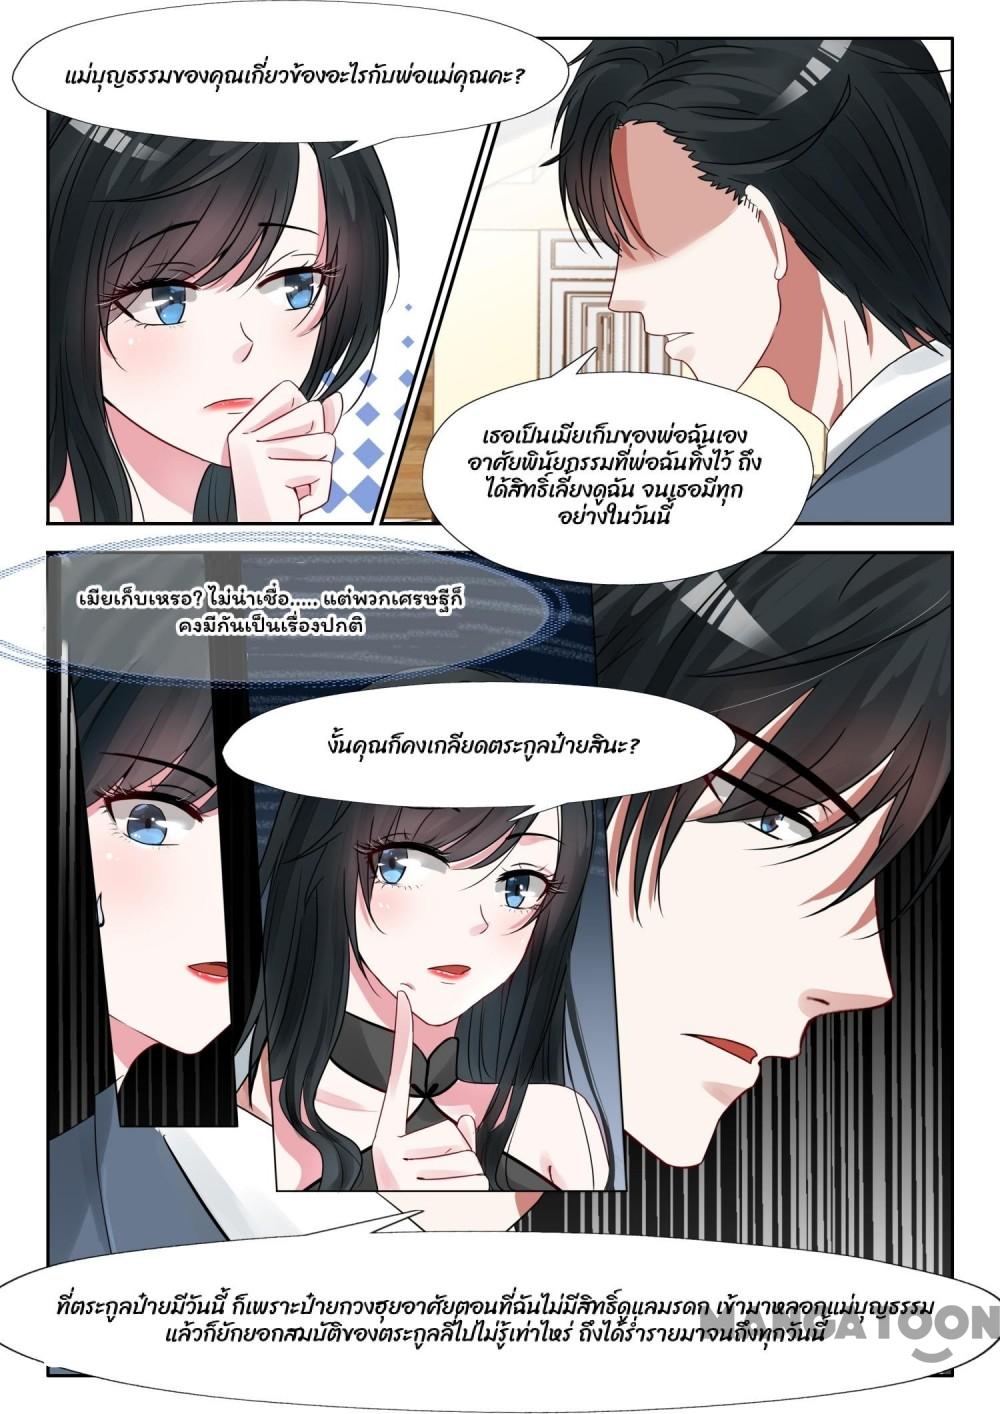 แม่บุญธรรมของคุณเกี่ยวข้องอะไรกับพ่อแม่คุณคะ?
เธอเป็นเมียเก็บของพ่อฉันเอง
อาศัยพินัยกรรมที่พ่อฉันทิ้งไว้ ถึง
ได้สิทธิ์เลี้ยงดูฉัน จนเธอมีทุก
อย่างในวันนี้
เมียเก็บเหรอ? ไม่น่าเชื่อ..... แต่พวกเศรษฐีก็
คงมีกันเป็นเรื่องปกติ
งั้นคุณก็คงเกลียดตระกูลป๋ายสินะ?
ที่ตระกูลป๋ายมีวันนี้ ก็เพราะป๋ายกวงฮุยอาศัยตอนที่ฉันไม่มีสิทธิ์ดูแลมรดก เข้ามาหลอกแม่บุญธรรม
แล้วก็ยักยอกสมบัติของตระกูลลี่ไปไม่รู้เท่าไหร่ ถึงได้ร่ำรายมาจนถึงทุกวันนี้
MANGATOON